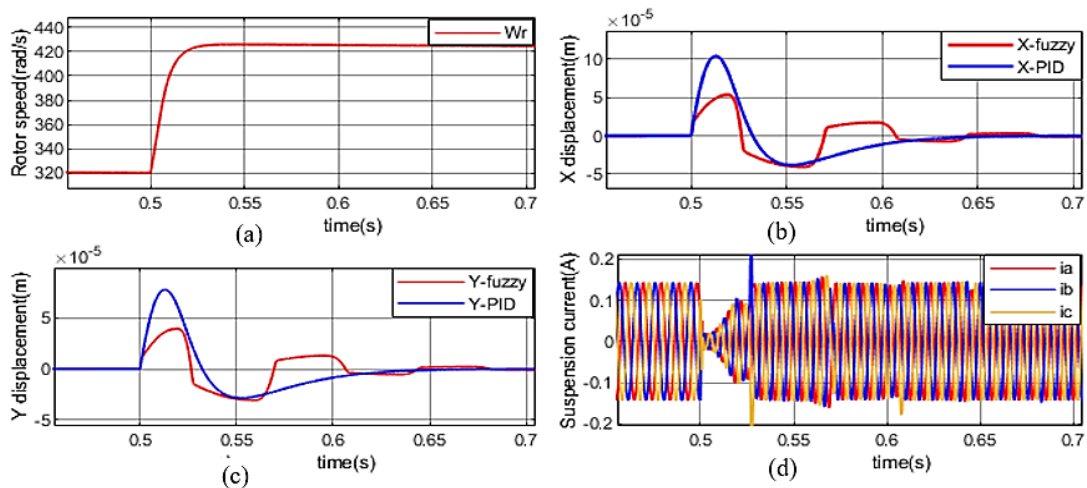 440
420
400
380
360
340
320
Rotor speed(rad/s)
Wr
0.5
0.55
0.6
0.65
0.7
time(s)
(a)
×10-5
10
5
0
-5
X displacement(m)
X-fuzzy
X-PID
0.5
0.55
0.6
0.65
0.7
time(s)
(b)
×10-5
5
0
-5
Y displacement(m)
Y-fuzzy
Y-PID
0.5
0.55
0.6
0.65
0.7
time(s)
(c)
0.2
0.1
0
-0.1
-0.2
Suspension current(A)
ia
ib
ic
0.5
0.55
0.6
0.65
0.7
time(s)
(d)